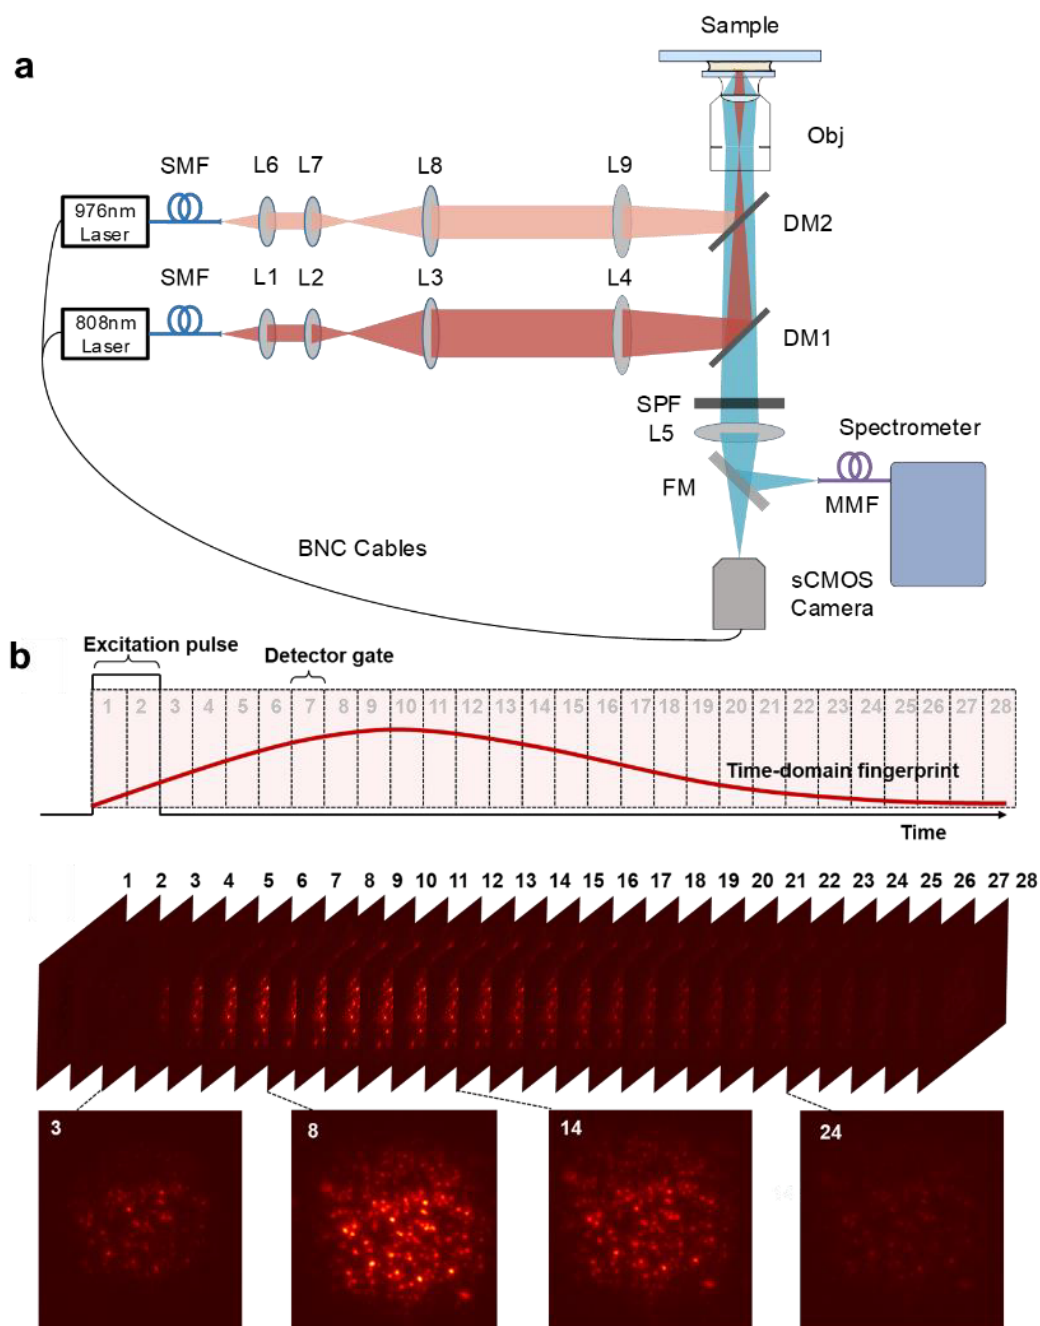 a
Sample
Obj
SMF
L6
L7
L8
L9
976nm
Laser
DM2
SMF
L1
L2
L3
L4
808nm
Laser
DM1
SPF
L5
Spectrometer
FM
MMF
BNC Cables
sCMOS
Camera
b
Excitation pulse
Detector gate
1 2 3 4 5 6 7 8 9 10 11 12 13 14 15 16 17 18 19 20 21 22 23 24 25 26 27 28
Time-domain fingerprint
Time
1 2 3 4 5 6 7 8 9 10 11 12 13 14 15 16 17 18 19 20 21 22 23 24 25 26 27 28
3
8
14
24